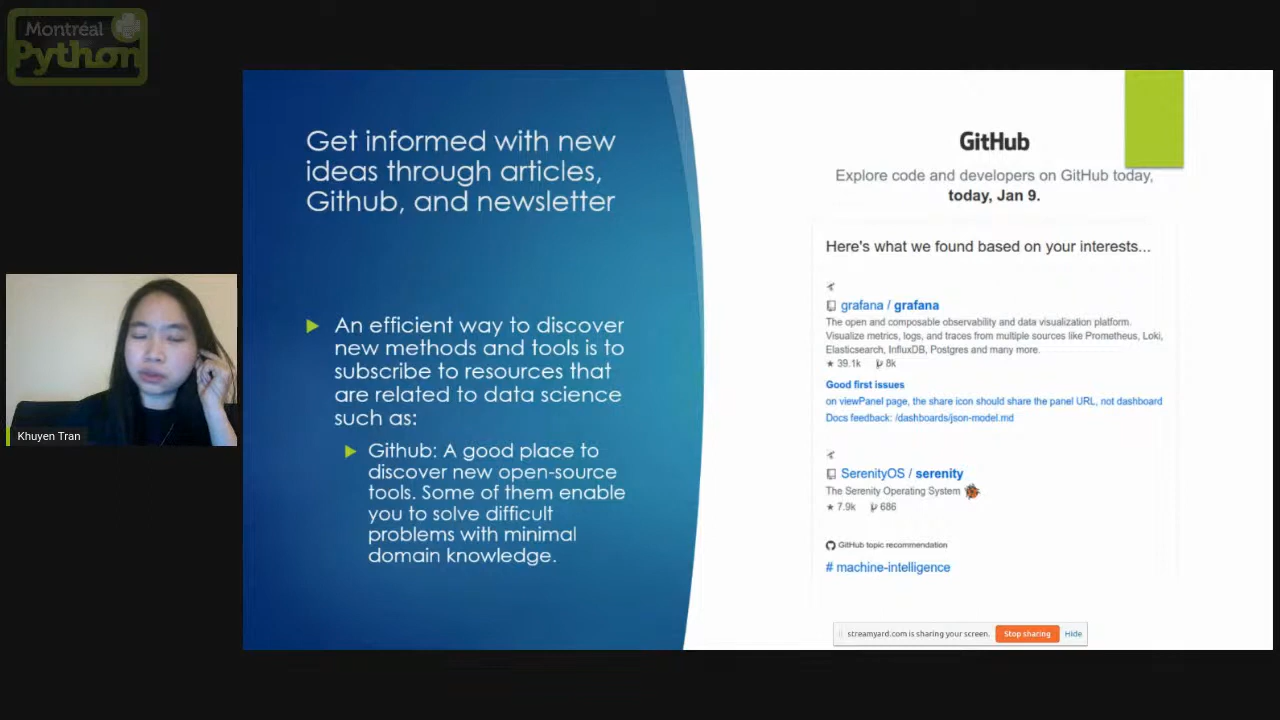 Montréal
Python
Get informed with new
ideas through articles,
Github, and newsletter
An efficient way to discover
new methods and tools is to
subscribe to resources that
are related to data science
such as:
Github: A good place to
discover new open-source
tools. Some of them enable
you to solve difficult
problems with minimal
domain knowledge.
GitHub
Explore code and developers on GitHub today,
today, Jan 9.
Here's what we found based on your interests...
grafana / grafana
The open and composable observability and data visualization platform.
Visualize metrics, logs, and traces from multiple sources like Prometheus, Loki,
Elasticsearch, InfluxDB, Postgres and many more.
★ 39.1k 8k
Good first issues
on viewPanel page, the share icon should share the panel URL, not dashboard
Docs feedback: /dashboards/json-model.md
SerenityOS / serenity
The Serenity Operating System
★ 7.9k 686
GitHub topic recommendation
# machine-intelligence
streamyard.com is sharing your screen. Stop sharing Hide
Khuyen Tran